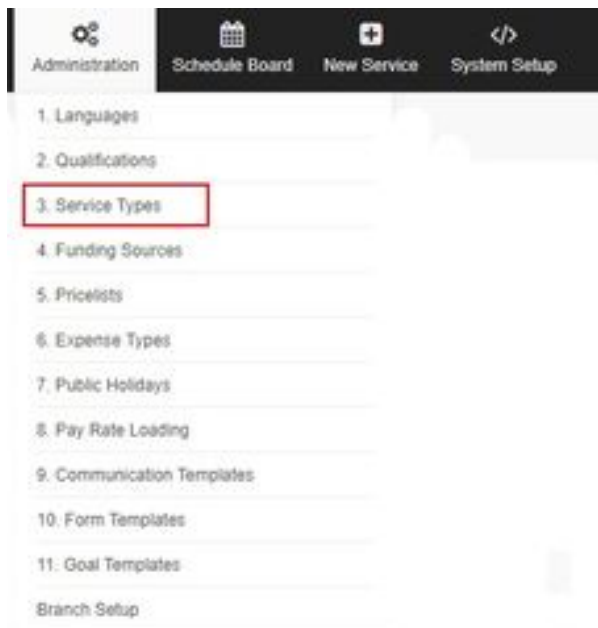 Administration Schedule Board New Service System Setup
1. Languages
2. Qualifications
3. Service Types
4. Funding Sources
5. Pricelists
6. Expense Types
7. Public Holidays
8. Pay Rate Loading
9. Communication Templates
10. Form Templates
11. Goal Templates
Branch Setup